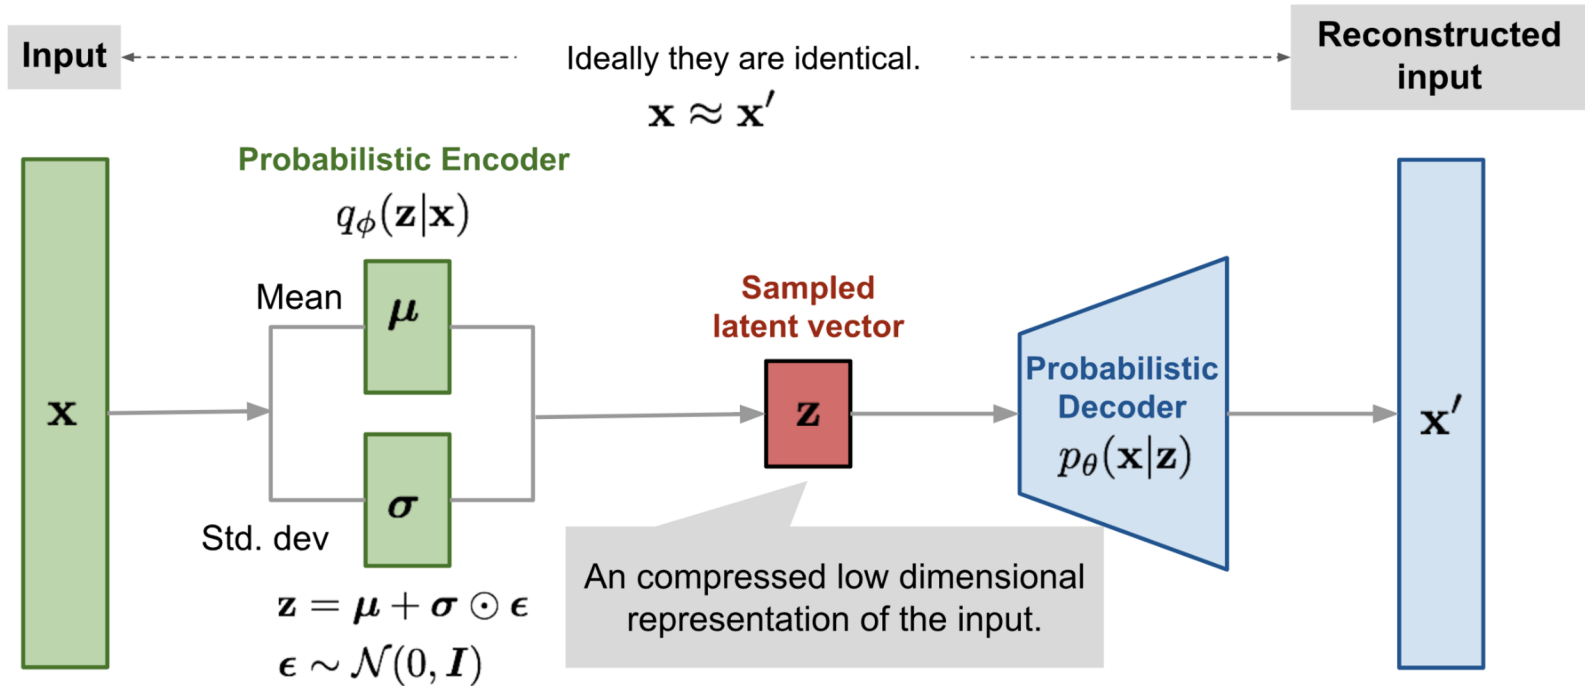 Input
Ideally they are identical.
x ≈ x′
Reconstructed
input
Probabilistic Encoder
qϕ(z|x)
Mean
μ
x
σ
Std. dev
z = μ + σ ⊙ ϵ
ϵ ∼ 𝒩(0, I)
Sampled
latent vector
z
An compressed low dimensional
representation of the input.
Probabilistic
Decoder
pθ(x|z)
x′